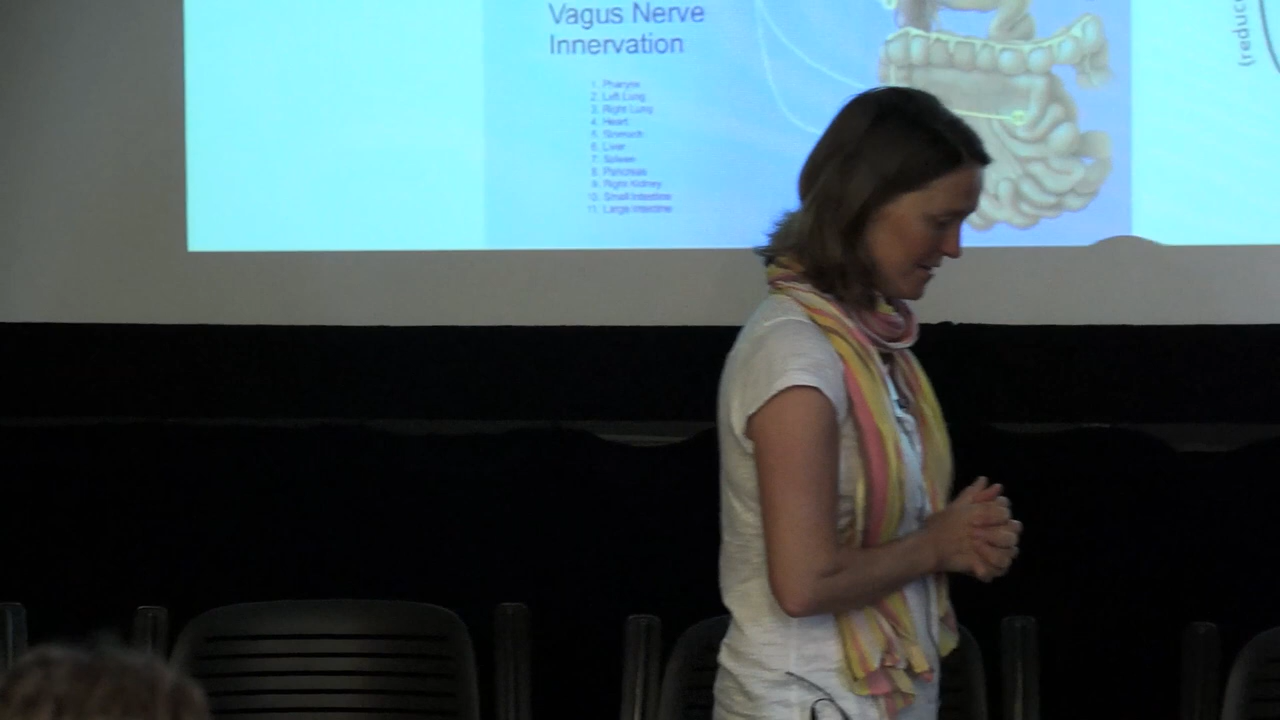 Vagus Nerve
Innervation
1. Pharynx
2. Left Lung
3. Right Lung
4. Heart
5. Stomach
6. Liver
7. Spleen
8. Pancreas
9. Right Kidney
10. Small Intestine
11. Large Intestine
(reduc